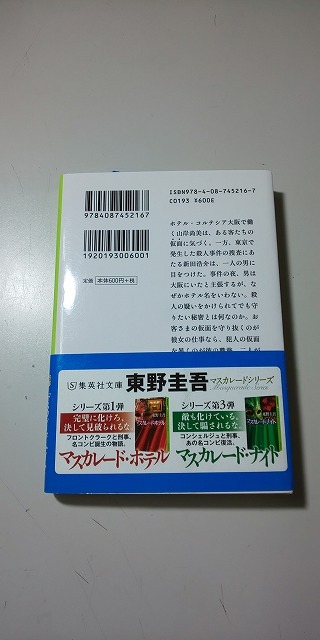 9784087452167
1920193006001
定価 本体600円+税
ISBN978-4-08-745216-7
C0193 ¥600E
ホテル・コルテシア大阪で働
く山岸尚美は、ある客たちの
仮面に気づく。一方、東京で
発生した殺人事件の捜査にあ
たる新田浩介は、一人の男に
目をつけた。事件の夜、男は
大阪にいたと主張するが、な
ぜかホテル名をいわない。殺
人の疑いをかけられてでも守
りたい秘密とは何なのか。お
客さまの仮面を守り抜くのが
彼女の仕事なら、犯人の仮面
集英社文庫 東野圭吾 マスカレードシリーズ
Masquerade Series
シリーズ第1弾
完璧に化けろ、
決して見破られるな。
フロントクラークと刑事、
名コンビ誕生の物語。
マスカレード・ホテル
シリーズ第3弾
敵も化けている。
決して騙されるな。
コンシェルジュと刑事、
あの名コンビ復活。
マスカレード・ナイト